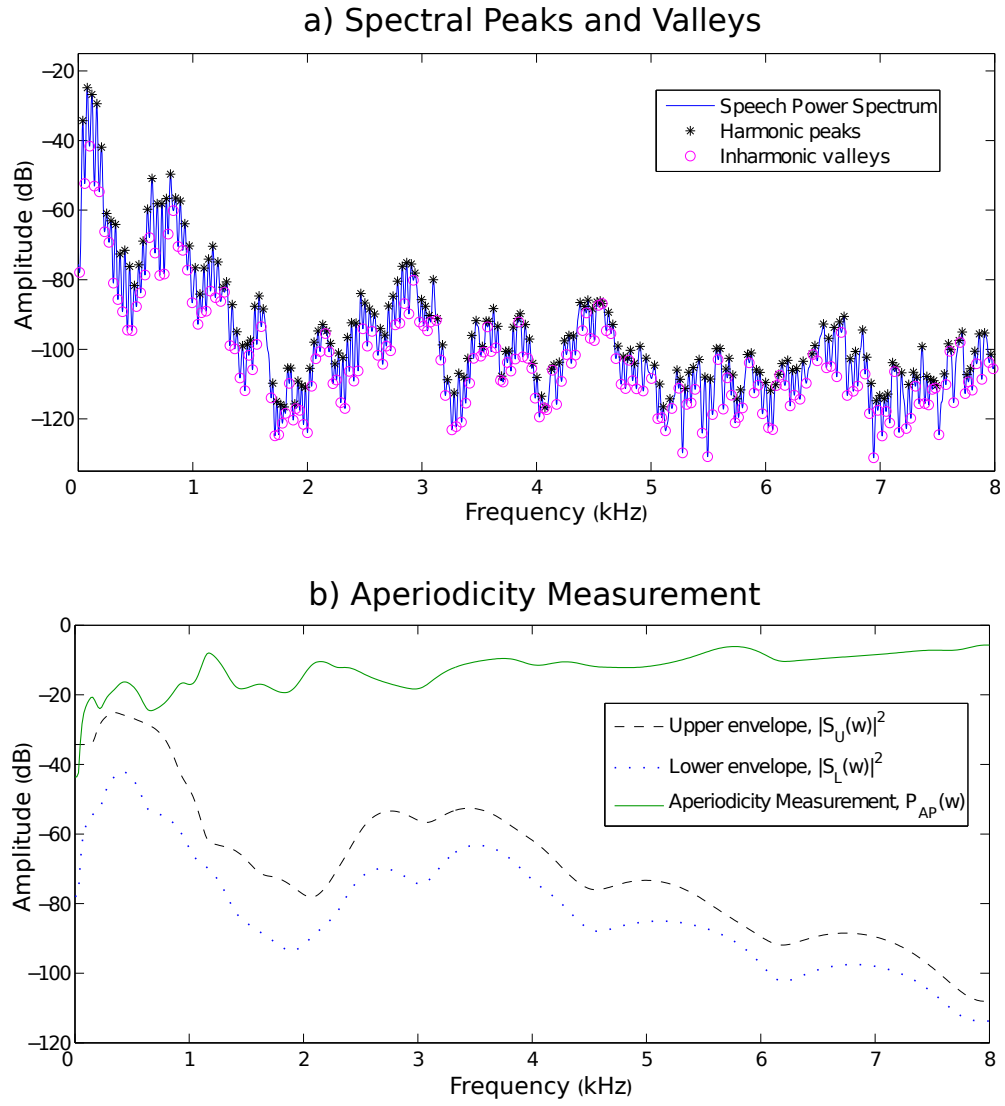 a) Spectral Peaks and Valleys
−20
−40
−60
−80
−100
−120
Amplitude (dB)
Speech Power Spectrum
Harmonic peaks
Inharmonic valleys
0 1 2 3 4 5 6 7 8
Frequency (kHz)
b) Aperiodicity Measurement
0
−20
−40
−60
−80
−100
−120
Amplitude (dB)
Upper envelope, |S_U(w)|²
Lower envelope, |S_L(w)|²
Aperiodicity Measurement, P_AP(w)
0 1 2 3 4 5 6 7 8
Frequency (kHz)